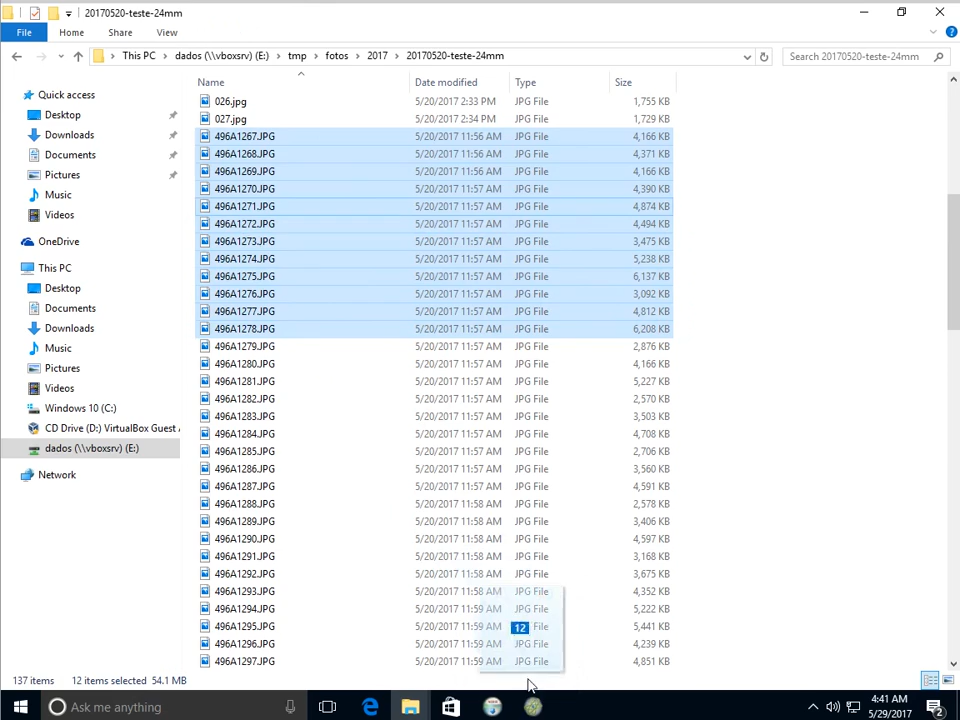 20170520-teste-24mm
File Home Share View
This PC dados (\\vboxsrv) (E:) tmp fotos 2017 20170520-teste-24mm Search 20170520-teste-24mm
Name Date modified Type Size
Quick access
Desktop
Downloads
Documents
Pictures
Music
Videos
OneDrive
This PC
Desktop
Documents
Downloads
Music
Pictures
Videos
Windows 10 (C:)
CD Drive (D:) VirtualBox Guest
dados (\\vboxsrv) (E:)
Network
026.jpg 5/20/2017 2:33 PM JPG File 1,755 KB
027.jpg 5/20/2017 2:34 PM JPG File 1,729 KB
496A1267.JPG 5/20/2017 11:56 AM JPG File 4,166 KB
496A1268.JPG 5/20/2017 11:56 AM JPG File 4,371 KB
496A1269.JPG 5/20/2017 11:56 AM JPG File 4,166 KB
496A1270.JPG 5/20/2017 11:57 AM JPG File 4,390 KB
496A1271.JPG 5/20/2017 11:57 AM JPG File 4,874 KB
496A1272.JPG 5/20/2017 11:57 AM JPG File 4,494 KB
496A1273.JPG 5/20/2017 11:57 AM JPG File 3,475 KB
496A1274.JPG 5/20/2017 11:57 AM JPG File 5,238 KB
496A1275.JPG 5/20/2017 11:57 AM JPG File 6,137 KB
496A1276.JPG 5/20/2017 11:57 AM JPG File 3,092 KB
496A1277.JPG 5/20/2017 11:57 AM JPG File 4,812 KB
496A1278.JPG 5/20/2017 11:57 AM JPG File 6,208 KB
496A1279.JPG 5/20/2017 11:57 AM JPG File 2,876 KB
496A1280.JPG 5/20/2017 11:57 AM JPG File 4,166 KB
496A1281.JPG 5/20/2017 11:57 AM JPG File 5,227 KB
496A1282.JPG 5/20/2017 11:57 AM JPG File 2,570 KB
496A1283.JPG 5/20/2017 11:57 AM JPG File 3,503 KB
496A1284.JPG 5/20/2017 11:57 AM JPG File 4,708 KB
496A1285.JPG 5/20/2017 11:57 AM JPG File 2,706 KB
496A1286.JPG 5/20/2017 11:57 AM JPG File 3,560 KB
496A1287.JPG 5/20/2017 11:57 AM JPG File 4,591 KB
496A1288.JPG 5/20/2017 11:58 AM JPG File 2,578 KB
496A1289.JPG 5/20/2017 11:58 AM JPG File 3,406 KB
496A1290.JPG 5/20/2017 11:58 AM JPG File 4,597 KB
496A1291.JPG 5/20/2017 11:58 AM JPG File 3,168 KB
496A1292.JPG 5/20/2017 11:58 AM JPG File 3,675 KB
496A1293.JPG 5/20/2017 11:58 AM JPG File 4,352 KB
496A1294.JPG 5/20/2017 11:59 AM JPG File 5,222 KB
496A1295.JPG 5/20/2017 11:59 AM 12 File 5,441 KB
496A1296.JPG 5/20/2017 11:59 AM JPG File 4,239 KB
496A1297.JPG 5/20/2017 11:59 AM JPG File 4,851 KB
137 items 12 items selected 54.1 MB
Ask me anything
4:41 AM
5/29/2017
2